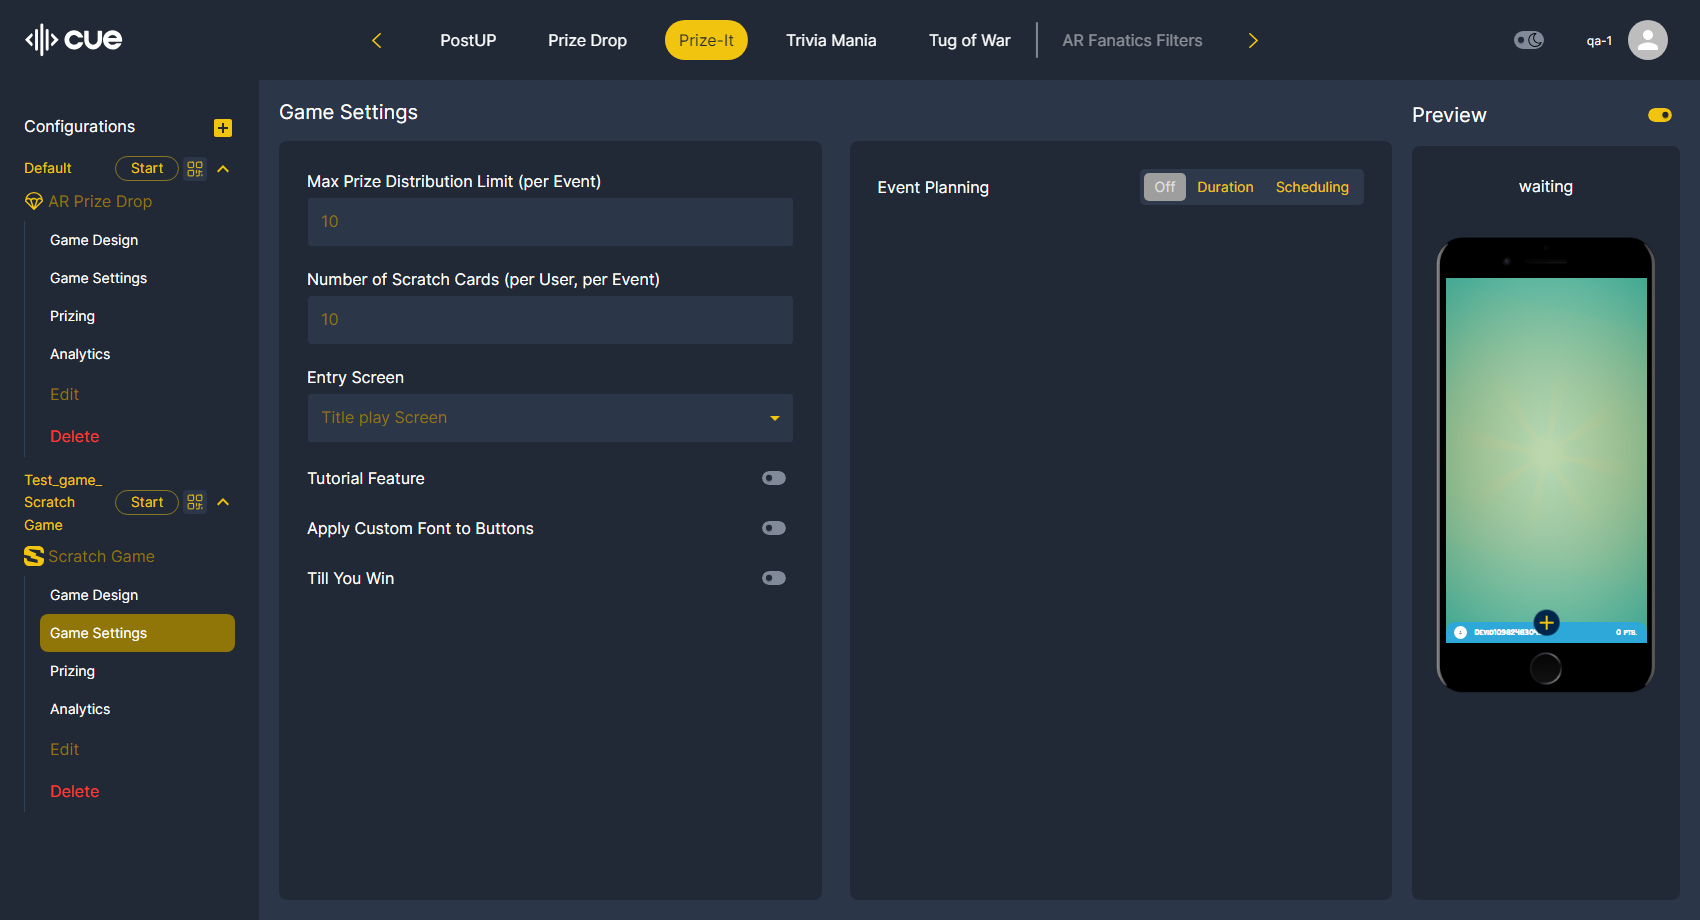 cue
PostUP
Prize Drop
Prize-It
Trivia Mania
Tug of War
AR Fanatics Filters
qa-1
Configurations
Default
Start
AR Prize Drop
Game Design
Game Settings
Prizing
Analytics
Edit
Delete
Test_game_
Scratch
Game
Start
Scratch Game
Game Design
Game Settings
Prizing
Analytics
Edit
Delete
Game Settings
Max Prize Distribution Limit (per Event)
10
Number of Scratch Cards (per User, per Event)
10
Entry Screen
Title play Screen
Tutorial Feature
Apply Custom Font to Buttons
Till You Win
Event Planning
Off
Duration
Scheduling
Preview
waiting
0 PTS.